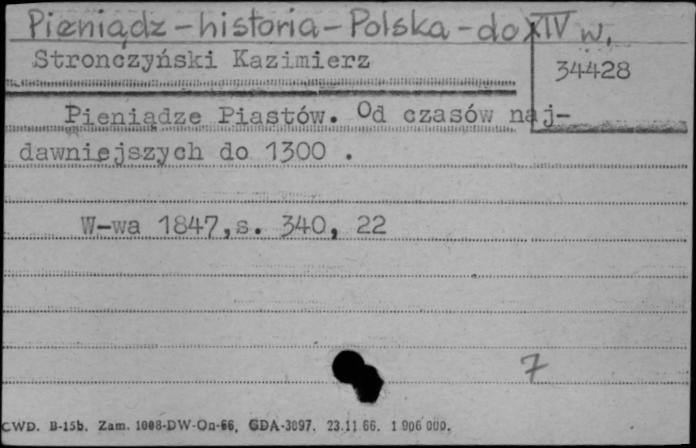 Pieniądz-historia-Polska-do XIV w.
Stronczyński Kazimierz
34428
Pieniądze Piastów. Od czasów naj-
dawniejszych do 1300 .
W-wa 1847,s. 340, 22
7
CWD. B-15b. Zam. 1008-DW-On-66, GDA-3097. 23.11.66. 1 906 000.